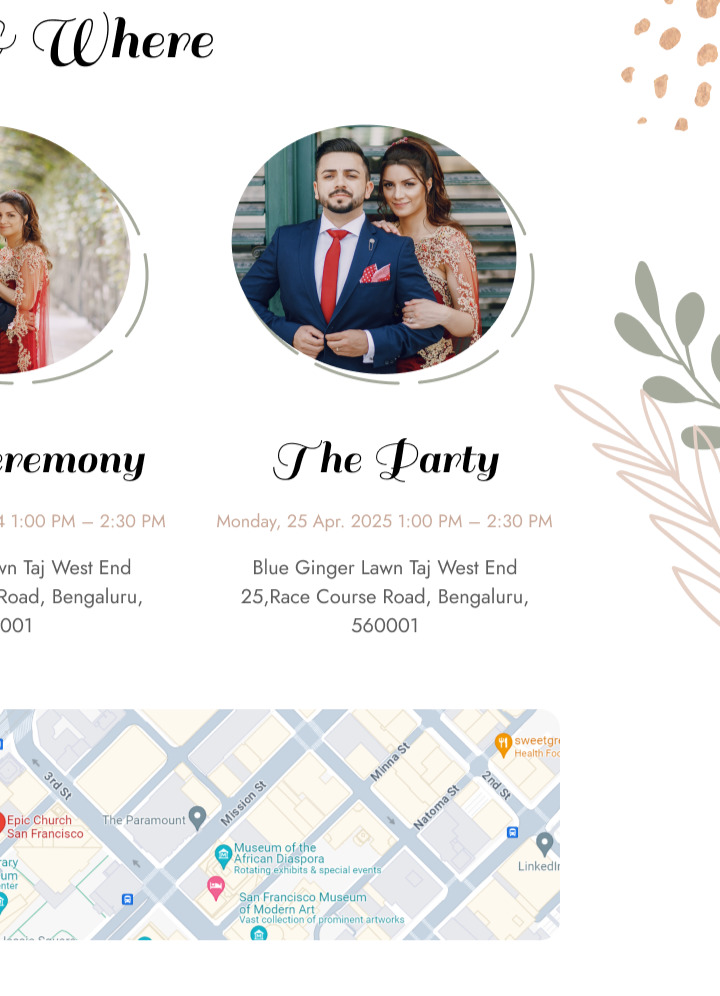 & Where
eremony
The Party
4 1:00 PM – 2:30 PM
Monday, 25 Apr. 2025 1:00 PM – 2:30 PM
wn Taj West End
Road, Bengaluru,
001
Blue Ginger Lawn Taj West End
25,Race Course Road, Bengaluru,
560001
sweetgre
Health Foo
Minna St
2nd St
3rd St
Mission St
Natoma St
Epic Church
San Francisco
The Paramount
Museum of the
African Diaspora
Rotating exhibits & special events
rary
um
nter
LinkedIn
San Francisco Museum
of Modern Art
Vast collection of prominent artworks
Jessie Square